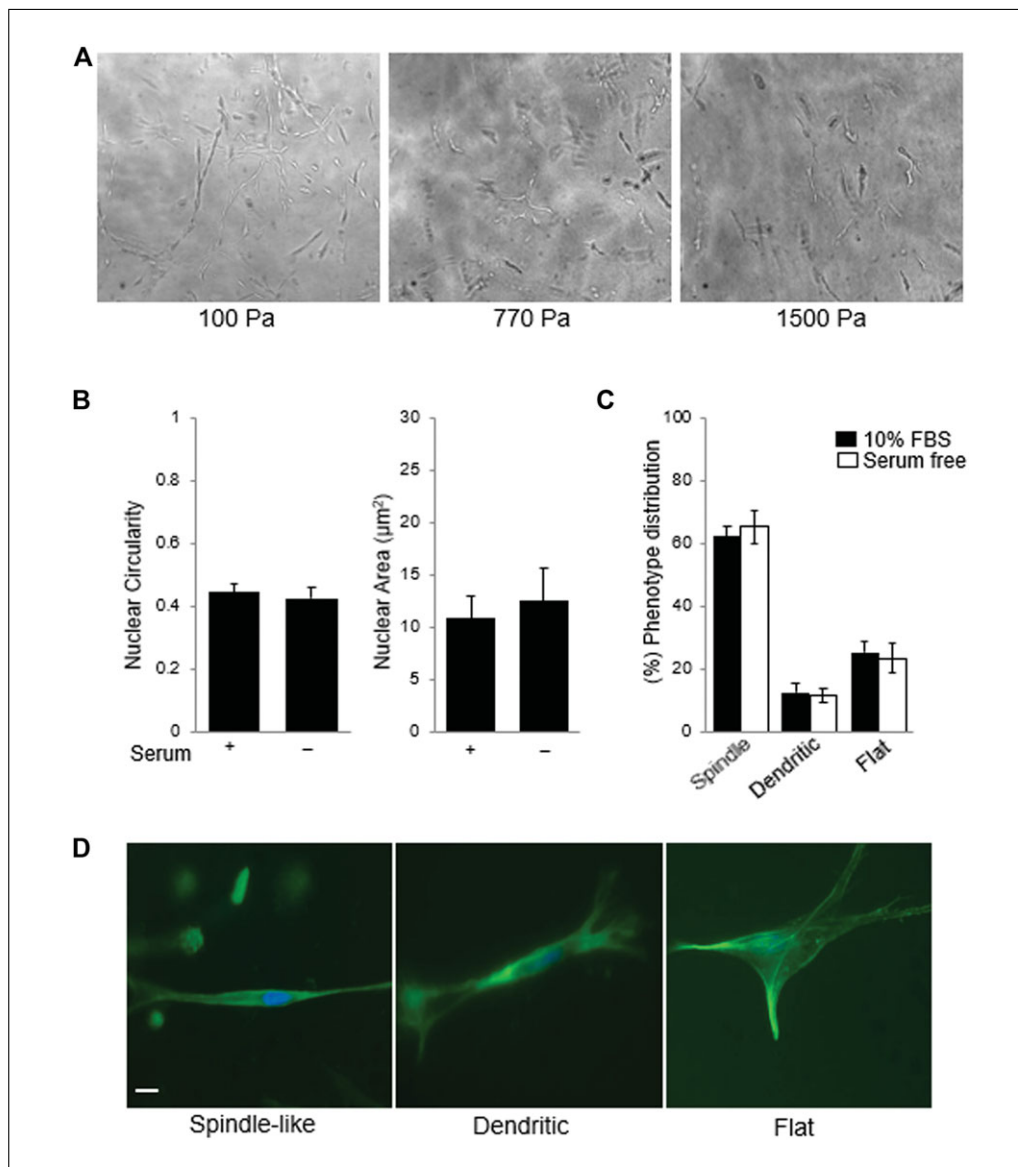 A
100 Pa
770 Pa
1500 Pa
B
Nuclear Circularity
1
0.8
0.6
0.4
0.2
0
Serum
+
–
Nuclear Area (µm²)
30
25
20
15
10
5
0
+
–
C
(%) Phenotype distribution
100
80
60
40
20
0
10% FBS
Serum free
Spindle
Dendritic
Flat
D
Spindle-like
Dendritic
Flat